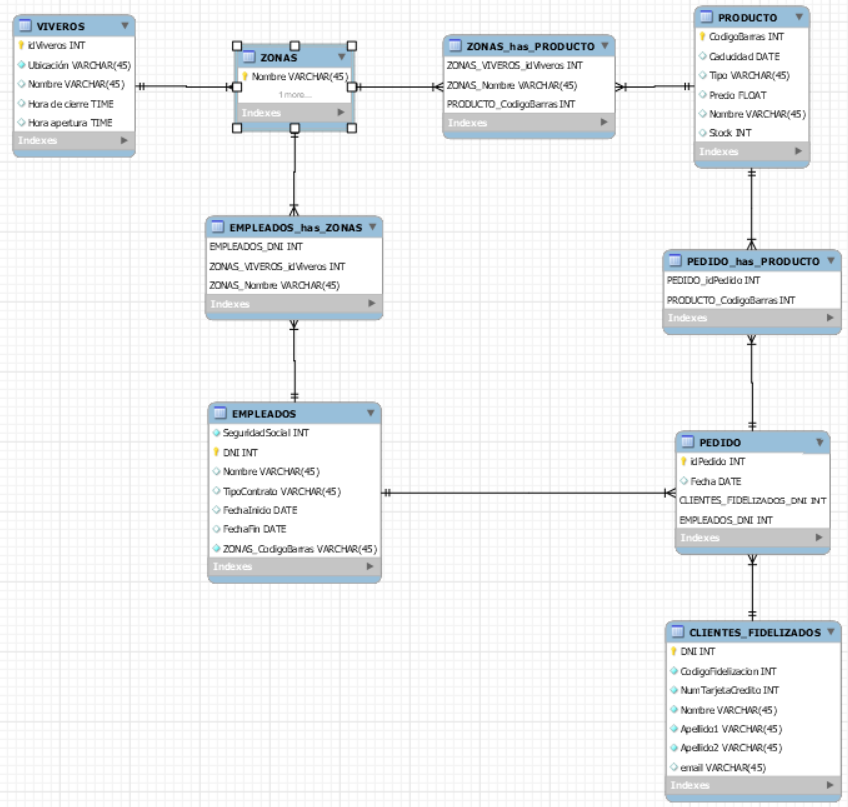 VIVEROS
idViveros INT
Ubicación VARCHAR(45)
Nombre VARCHAR(45)
Hora de cierre TIME
Hora apertura TIME
Indexes
ZONAS
Nombre VARCHAR(45)
1 more...
Indexes
ZONAS_has_PRODUCTO
ZONAS_VIVEROS_idViveros INT
ZONAS_Nombre VARCHAR(45)
PRODUCTO_CodigoBarras INT
Indexes
PRODUCTO
CodigoBarras INT
Caducidad DATE
Tipo VARCHAR(45)
Precio FLOAT
Nombre VARCHAR(45)
Stock INT
Indexes
EMPLEADOS_has_ZONAS
EMPLEADOS_DNI INT
ZONAS_VIVEROS_idViveros INT
ZONAS_Nombre VARCHAR(45)
Indexes
PEDIDO_has_PRODUCTO
PEDIDO_idPedido INT
PRODUCTO_CodigoBarras INT
Indexes
EMPLEADOS
SeguridadSocial INT
DNI INT
Nombre VARCHAR(45)
TipoContrato VARCHAR(45)
FechaInicio DATE
FechaFin DATE
ZONAS_CodigoBarras VARCHAR(45)
Indexes
PEDIDO
idPedido INT
Fecha DATE
CLIENTES_FIDELIZADOS_DNI INT
EMPLEADOS_DNI INT
Indexes
CLIENTES_FIDELIZADOS
DNI INT
CodigoFidelizacion INT
NumTarjetaCredito INT
Nombre VARCHAR(45)
Apellido1 VARCHAR(45)
Apellido2 VARCHAR(45)
email VARCHAR(45)
Indexes